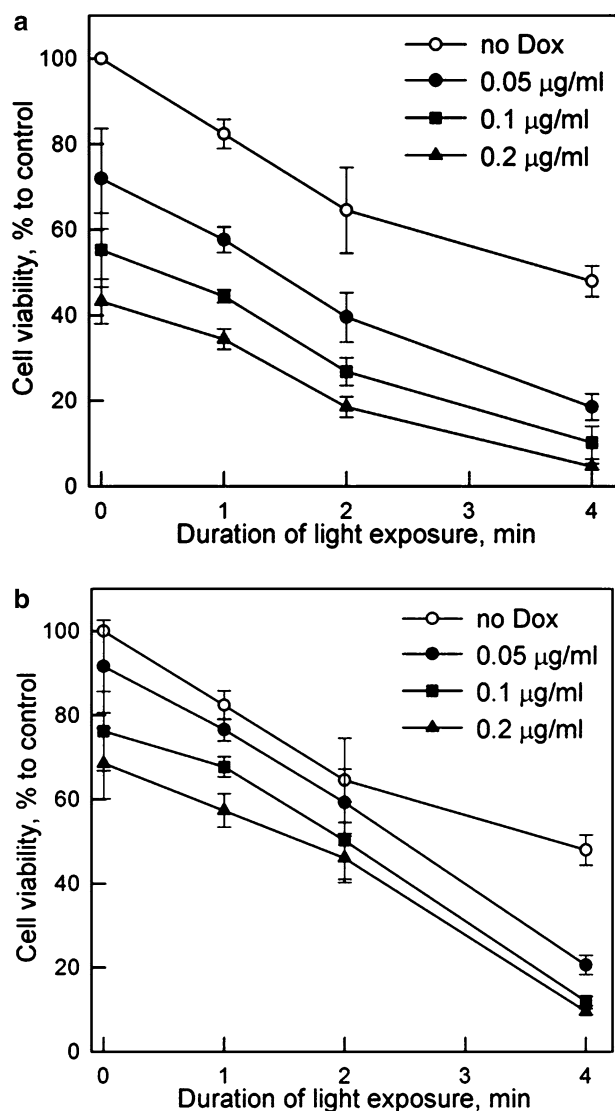 a
no Dox
0.05 μg/ml
0.1 μg/ml
0.2 μg/ml
Cell viability, % to control
100
80
60
40
20
0
0 1 2 3 4
Duration of light exposure, min
b
no Dox
0.05 μg/ml
0.1 μg/ml
0.2 μg/ml
Cell viability, % to control
100
80
60
40
20
0
0 1 2 3 4
Duration of light exposure, min